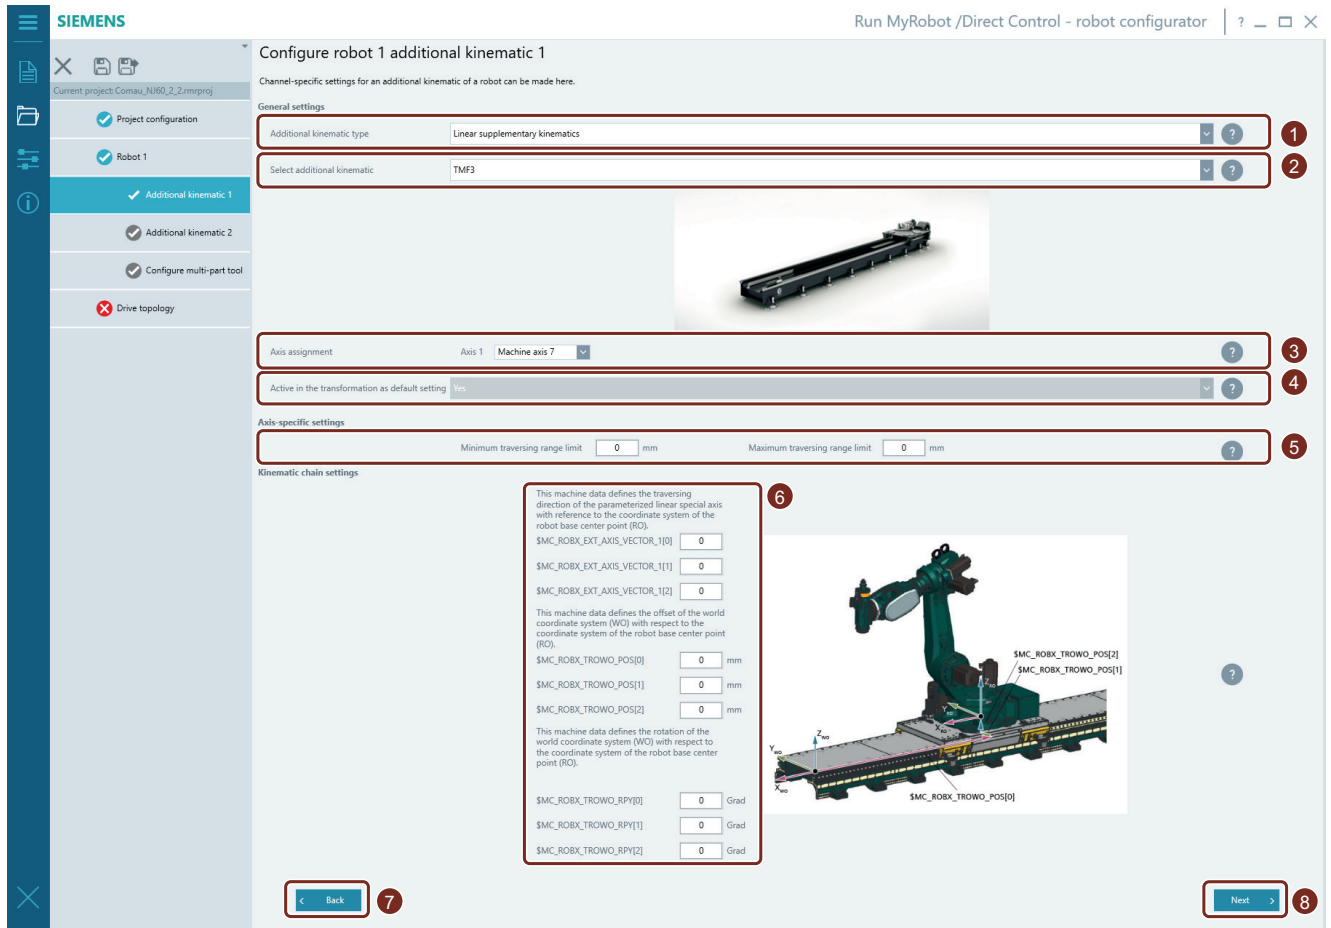 SIEMENS
Run MyRobot /Direct Control - robot configurator
?
Current project: Comau_NJ60_2_2.rmrproj
Project configuration
Robot 1
Additional kinematic 1
Additional kinematic 2
Configure multi-part tool
Drive topology
Configure robot 1 additional kinematic 1
Channel-specific settings for an additional kinematic of a robot can be made here.
General settings
Additional kinematic type Linear supplementary kinematics ? 1
Select additional kinematic TMF3 ? 2
Axis assignment Axis 1 Machine axis 7 ? 3
Active in the transformation as default setting Yes ? 4
Axis-specific settings
Minimum traversing range limit 0 mm Maximum traversing range limit 0 mm ? 5
Kinematic chain settings
6
This machine data defines the traversing
direction of the parameterized linear special axis
with reference to the coordinate system of the
robot base center point (RO).
$MC_ROBX_EXT_AXIS_VECTOR_1[0] 0
$MC_ROBX_EXT_AXIS_VECTOR_1[1] 0
$MC_ROBX_EXT_AXIS_VECTOR_1[2] 0
This machine data defines the offset of the world
coordinate system (WO) with respect to the
coordinate system of the robot base center point
(RO).
$MC_ROBX_TROWO_POS[0] 0 mm
$MC_ROBX_TROWO_POS[1] 0 mm
$MC_ROBX_TROWO_POS[2] 0 mm
This machine data defines the rotation of the
world coordinate system (WO) with respect to
the coordinate system of the robot base center
point (RO).
$MC_ROBX_TROWO_RPY[0] 0 Grad
$MC_ROBX_TROWO_RPY[1] 0 Grad
$MC_ROBX_TROWO_RPY[2] 0 Grad
$MC_ROBX_TROWO_POS[2]
$MC_ROBX_TROWO_POS[1]
ZRO
YRO
XRO
ZWO
YWO
XWO
$MC_ROBX_TROWO_POS[0]
?
Back 7
Next 8